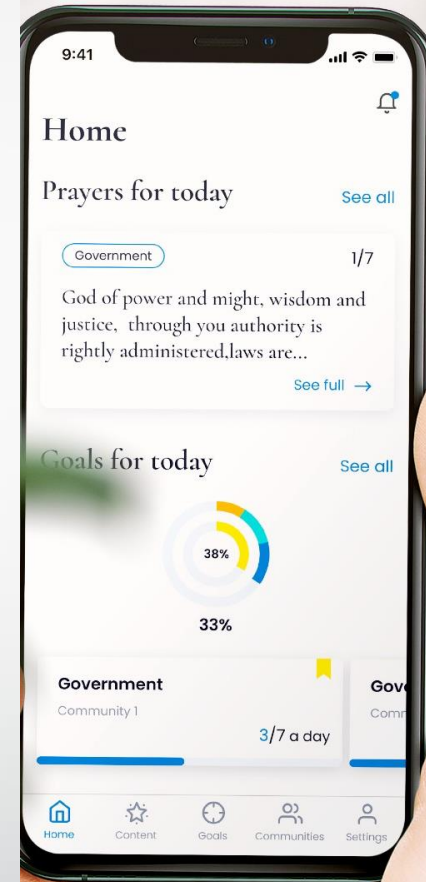 9:41
Home
Prayers for today
See all
Government
1/7
God of power and might, wisdom and
justice, through you authority is
rightly administered,laws are...
See full →
Goals for today
See all
38%
33%
Government
Community 1
3/7 a day
Gov
Com
Home
Content
Goals
Communities
Settings